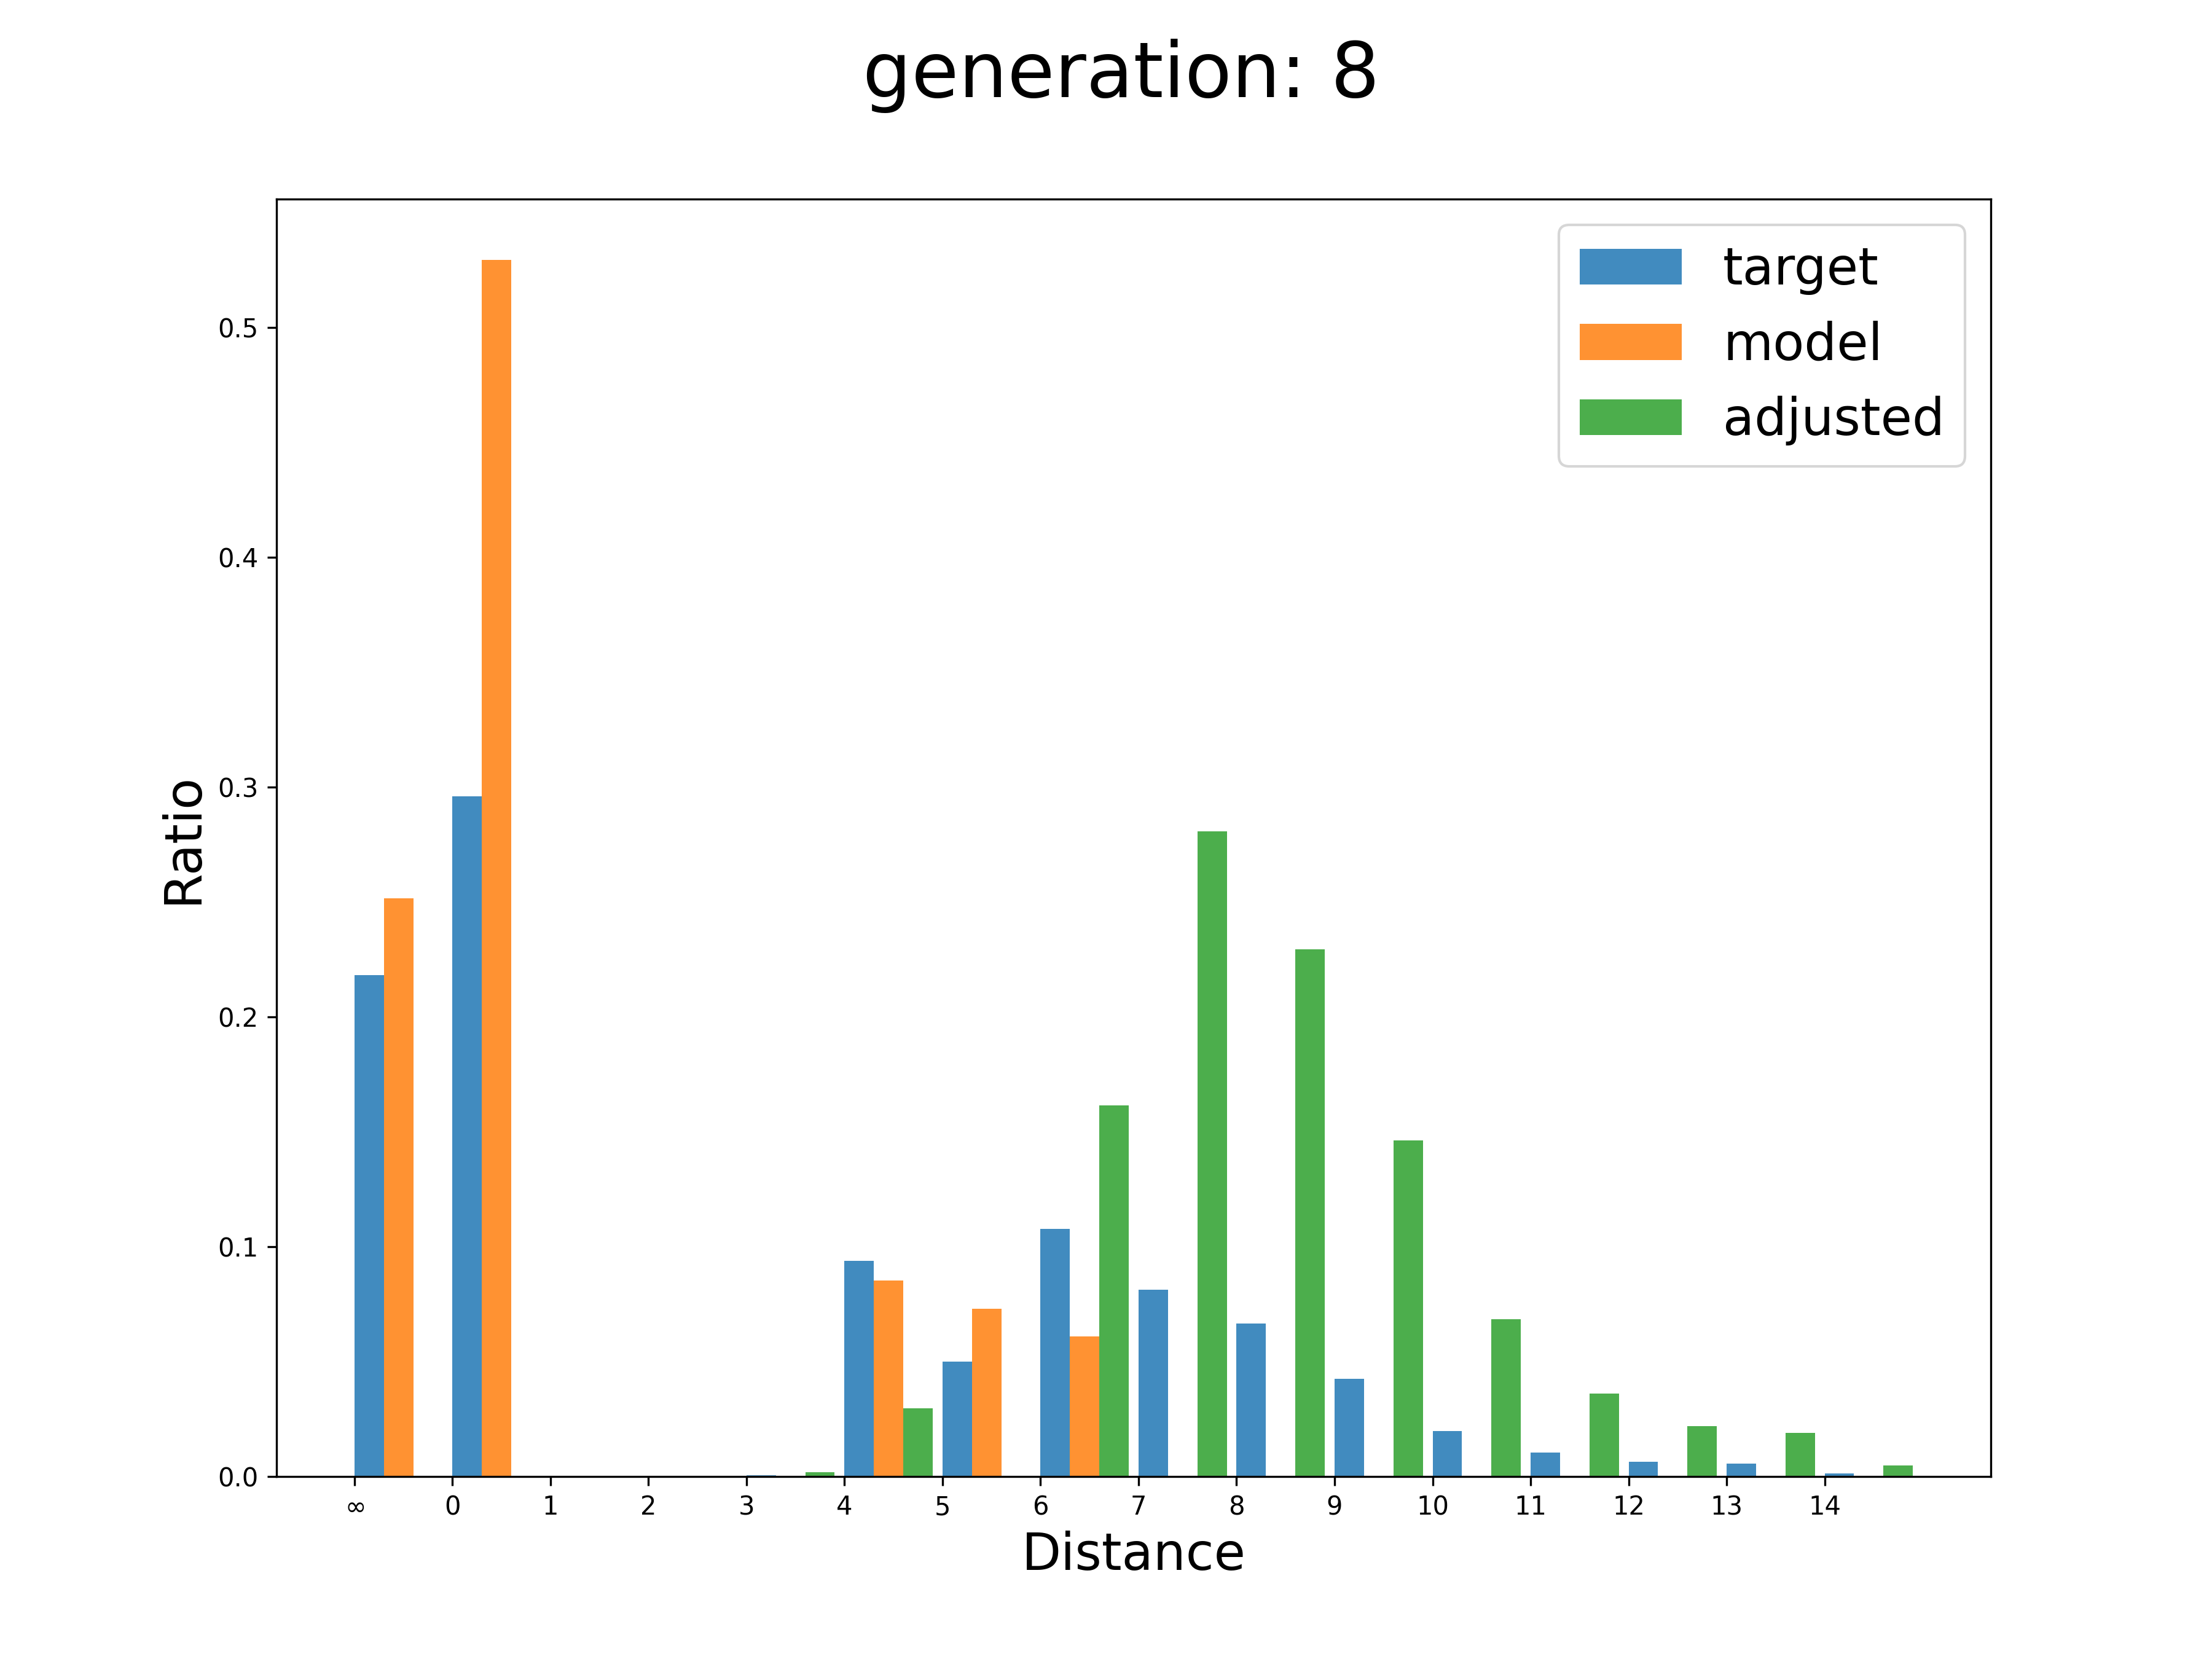 generation: 8
target
model
adjusted
0.5
0.4
0.3
0.2
0.1
0.0
Ratio
∞ 0 1 2 3 4 5 6 7 8 9 10 11 12 13 14
Distance